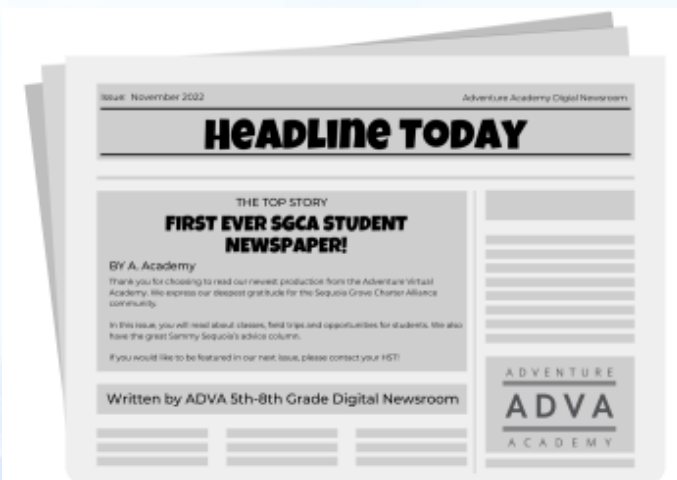 Issue: November 2022
Adventure Academy Digial Newsroom
HEADLINE TODAY
THE TOP STORY
FIRST EVER SGCA STUDENT
NEWSPAPER!
BY A. Academy
Thank you for choosing to read our newest production from the Adventure Virtual
Academy. We express our deepest gratitude for the Sequoia Grove Charter Alliance
community.
In this issue, you will read about classes, field trips and opportunities for students. We also
have the great Sammy Sequoia's advice column.
If you would like to be featured in our next issue, please contact your HST!
Written by ADVA 5th-8th Grade Digital Newsroom
ADVENTURE
ADVA
ACADEMY